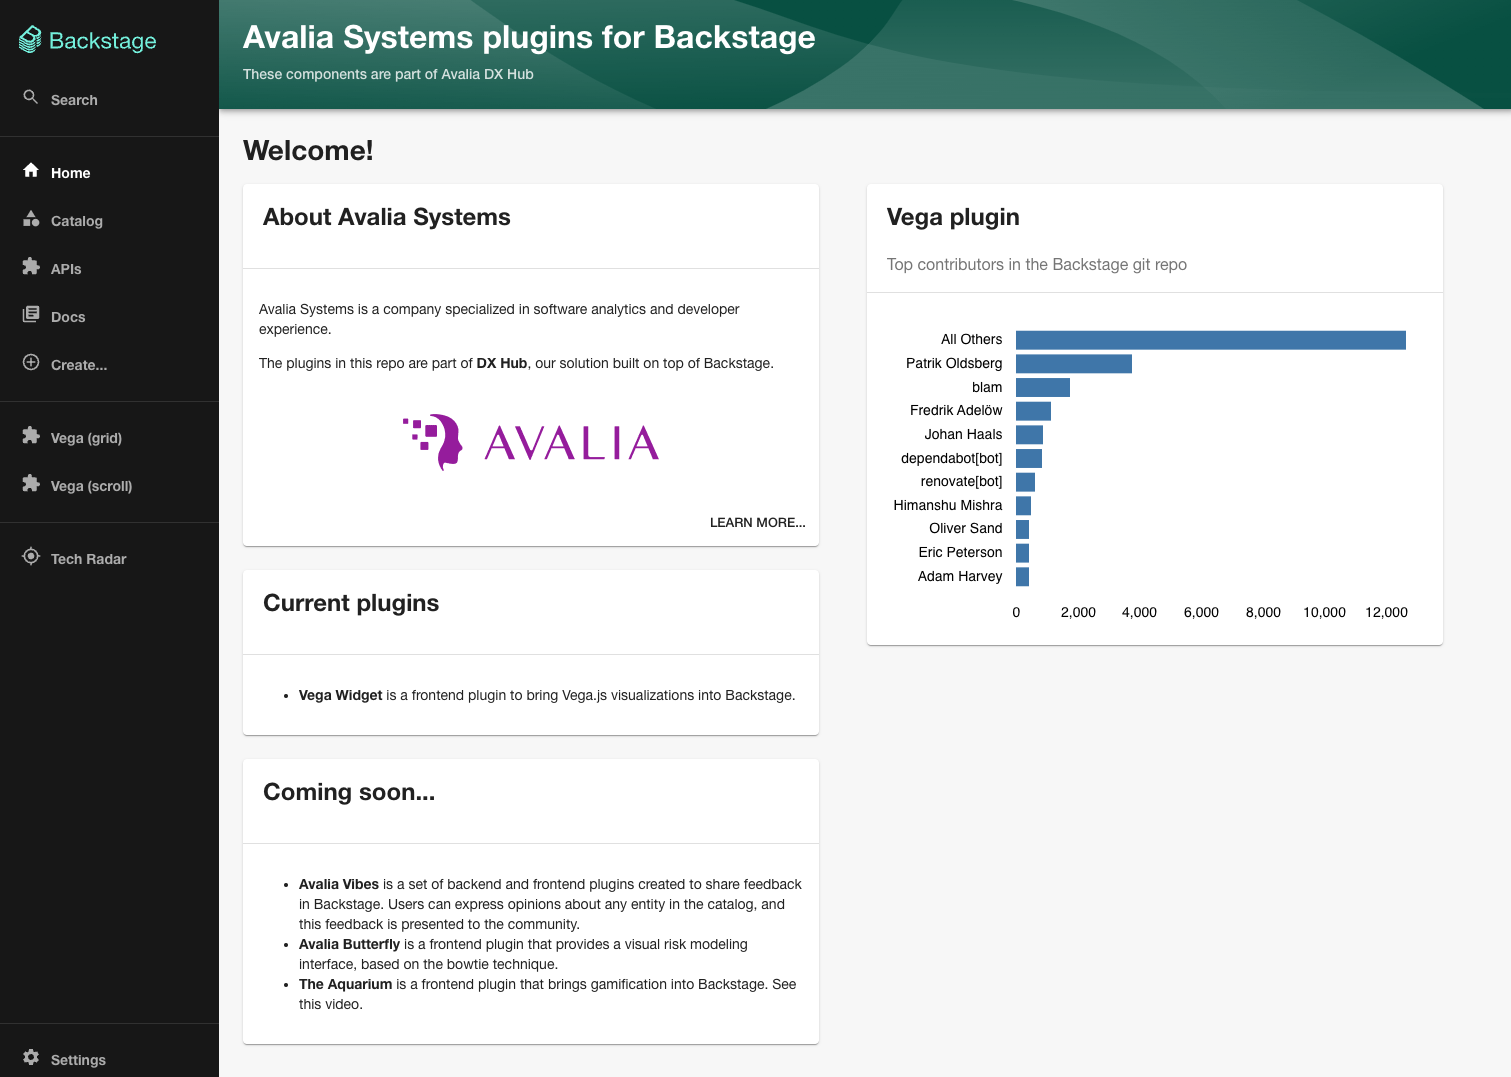 Backstage
Search
Home
Catalog
APIs
Docs
Create...
Vega (grid)
Vega (scroll)
Tech Radar
Settings
Avalia Systems plugins for Backstage
These components are part of Avalia DX Hub
Welcome!
About Avalia Systems
Avalia Systems is a company specialized in software analytics and developer
experience.
The plugins in this repo are part of DX Hub, our solution built on top of Backstage.
AVALIA
LEARN MORE...
Current plugins
• Vega Widget is a frontend plugin to bring Vega.js visualizations into Backstage.
Coming soon...
• Avalia Vibes is a set of backend and frontend plugins created to share feedback
in Backstage. Users can express opinions about any entity in the catalog, and
this feedback is presented to the community.
• Avalia Butterfly is a frontend plugin that provides a visual risk modeling
interface, based on the bowtie technique.
• The Aquarium is a frontend plugin that brings gamification into Backstage. See
this video.
Vega plugin
Top contributors in the Backstage git repo
All Others
Patrik Oldsberg
blam
Fredrik Adelöw
Johan Haals
dependabot[bot]
renovate[bot]
Himanshu Mishra
Oliver Sand
Eric Peterson
Adam Harvey
0 2,000 4,000 6,000 8,000 10,000 12,000